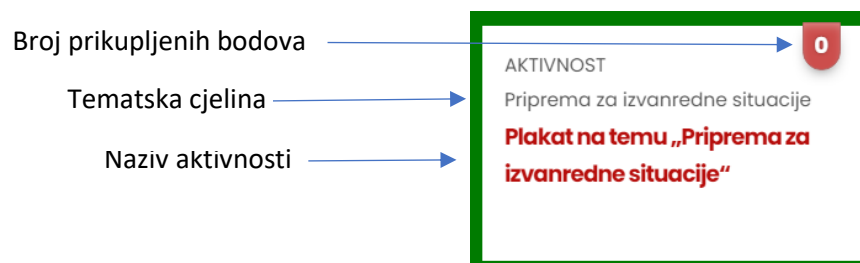 Broj prikupljenih bodova
Tematska cjelina
Naziv aktivnosti
0
AKTIVNOST
Priprema za izvanredne situacije
Plakat na temu „Priprema za
izvanredne situacije“